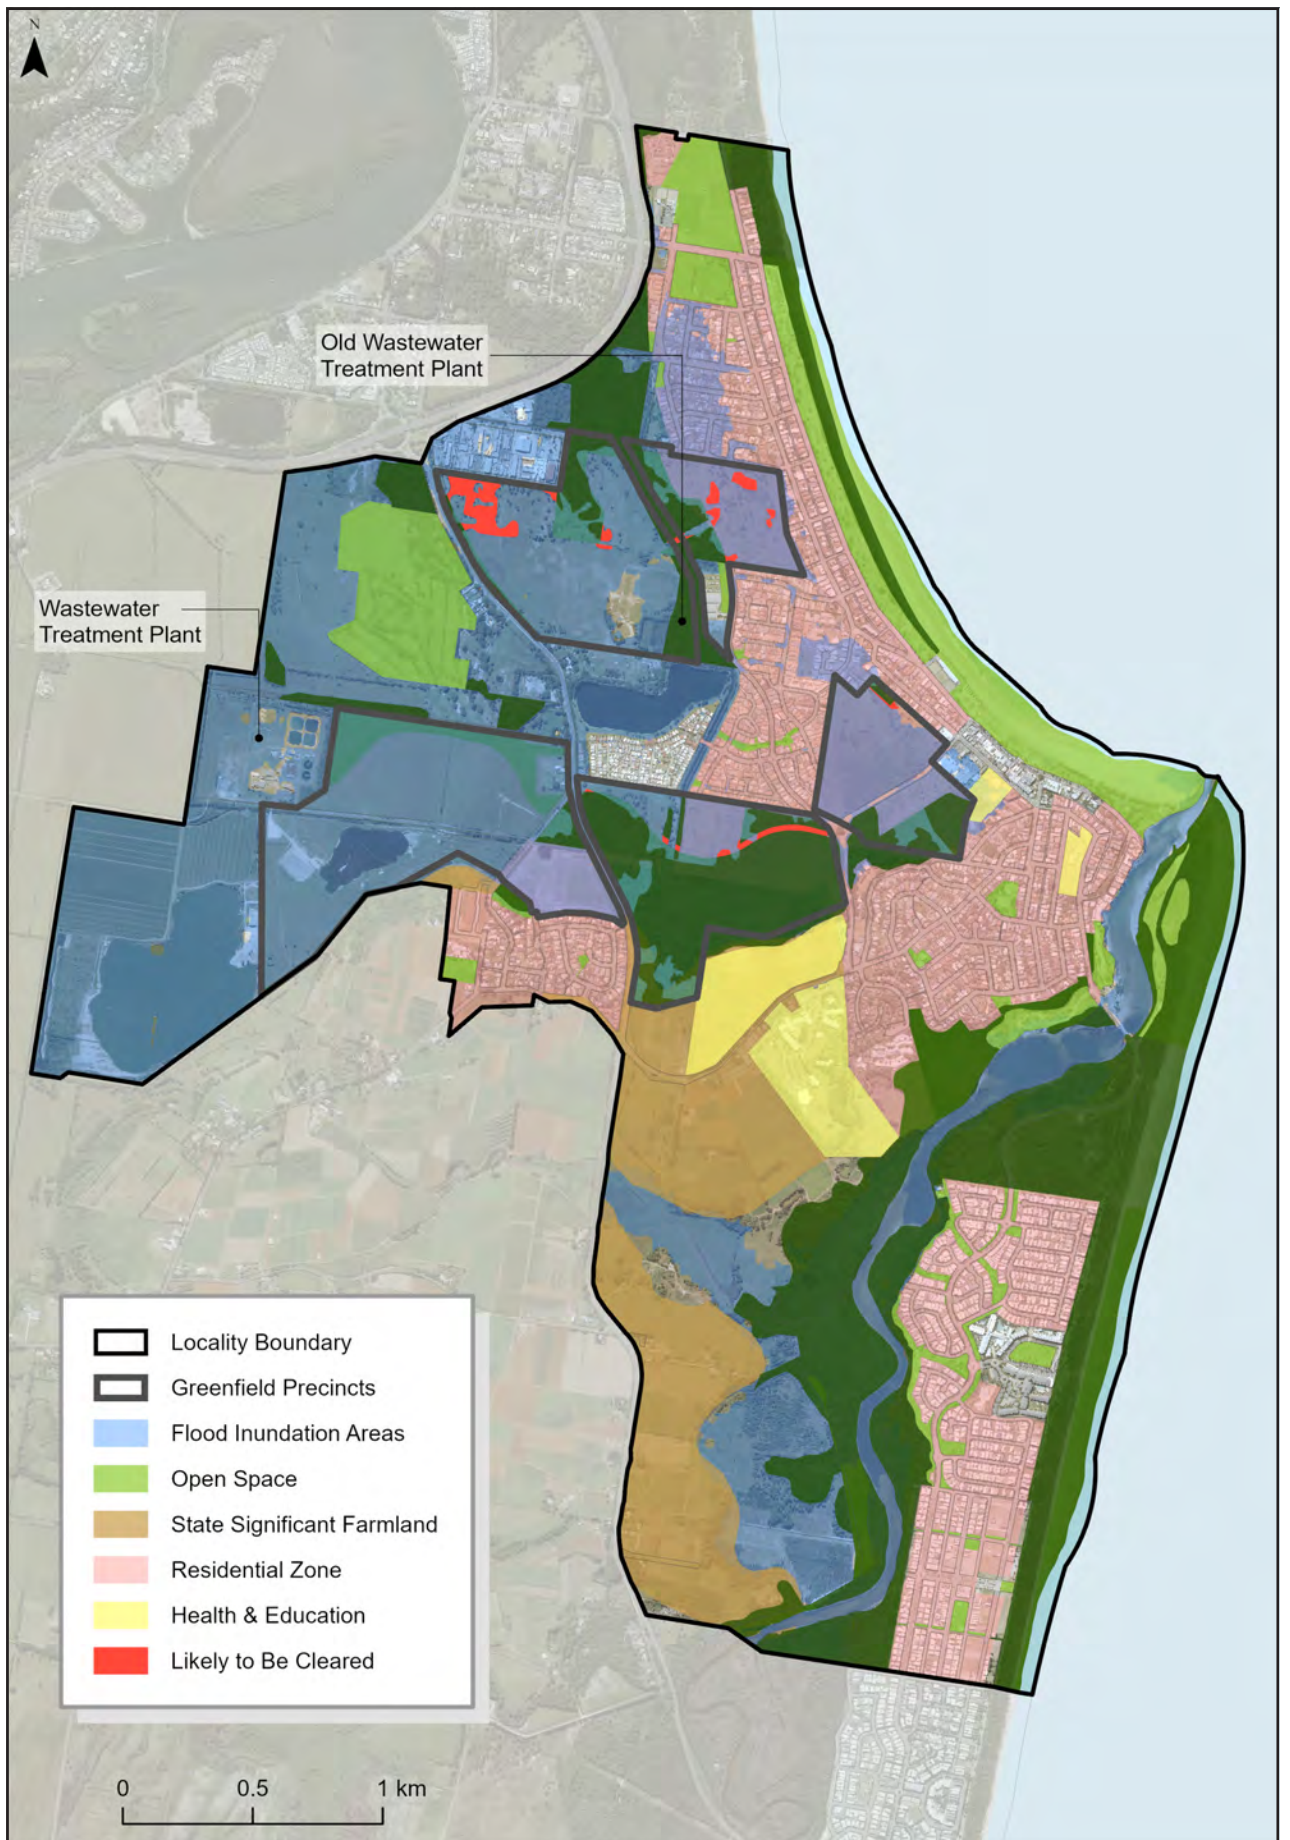 N
Old Wastewater
Treatment Plant
Wastewater
Treatment Plant
Locality Boundary
Greenfield Precincts
Flood Inundation Areas
Open Space
State Significant Farmland
Residential Zone
Health & Education
Likely to Be Cleared
0 0.5 1 km